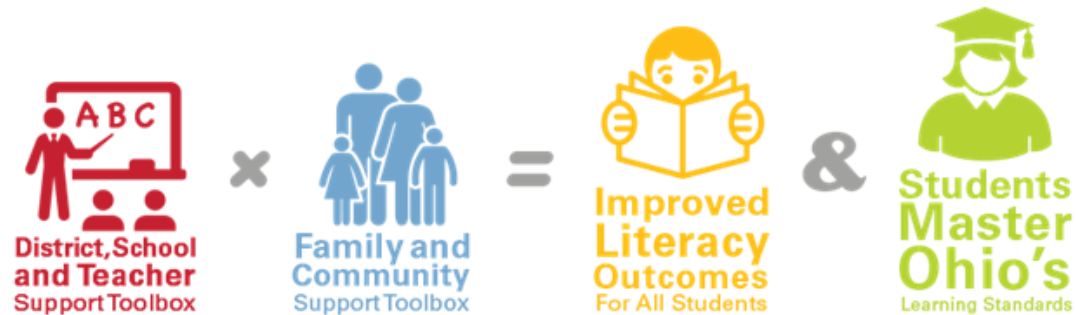 ABC
District, School
and Teacher
Support Toolbox
×
Family and
Community
Support Toolbox
=
Improved
Literacy
Outcomes
For All Students
&
Students
Master
Ohio's
Learning Standards